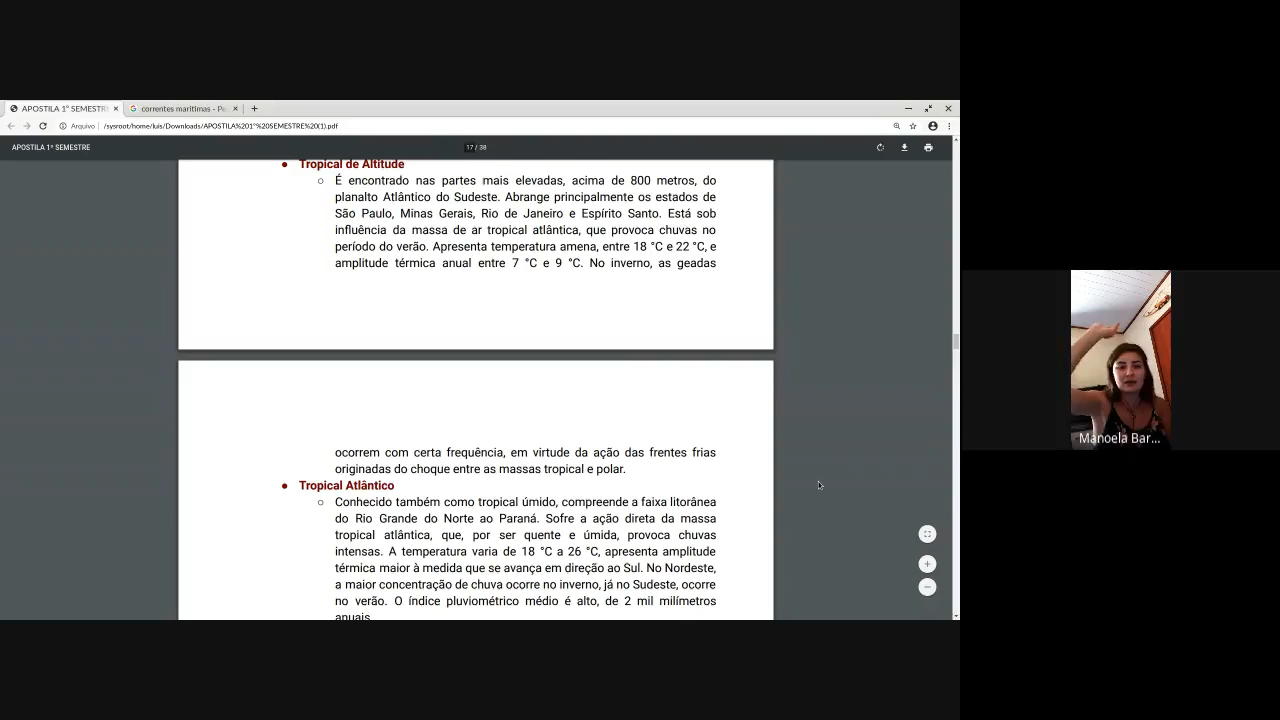 APOSTILA 1º SEMESTR
correntes marítimas - Pe
Arquivo
/sysroot/home/luis/Downloads/APOSTILA%201°%20SEMESTRE%20(1).pdf
APOSTILA 1º SEMESTRE
17 / 38
Tropical de Altitude
É encontrado nas partes mais elevadas, acima de 800 metros, do
planalto Atlântico do Sudeste. Abrange principalmente os estados de
São Paulo, Minas Gerais, Rio de Janeiro e Espírito Santo. Está sob
influência da massa de ar tropical atlântica, que provoca chuvas no
período do verão. Apresenta temperatura amena, entre 18 °C e 22 °C, e
amplitude térmica anual entre 7 °C e 9 °C. No inverno, as geadas
ocorrem com certa frequência, em virtude da ação das frentes frias
originadas do choque entre as massas tropical e polar.
Tropical Atlântico
Conhecido também como tropical úmido, compreende a faixa litorânea
do Rio Grande do Norte ao Paraná. Sofre a ação direta da massa
tropical atlântica, que, por ser quente e úmida, provoca chuvas
intensas. A temperatura varia de 18 °C a 26 °C, apresenta amplitude
térmica maior à medida que se avança em direção ao Sul. No Nordeste,
a maior concentração de chuva ocorre no inverno, já no Sudeste, ocorre
no verão. O índice pluviométrico médio é alto, de 2 mil milímetros
anuais.
Manoela Bar...